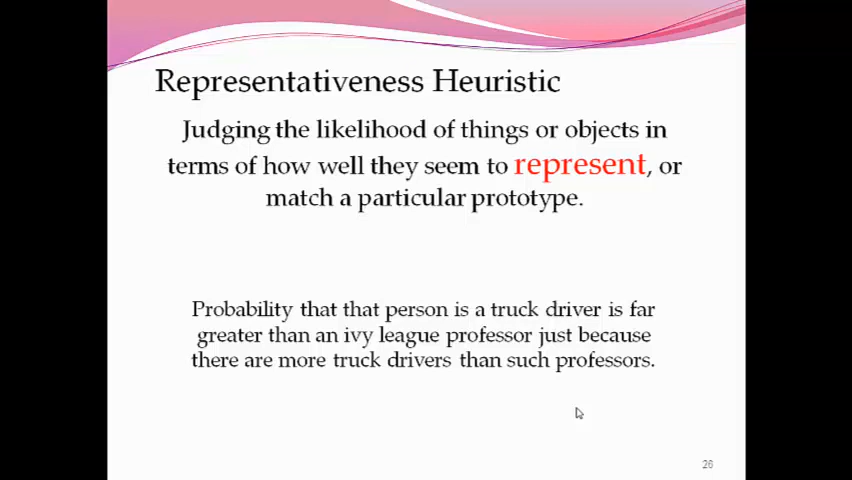 Representativeness Heuristic
Judging the likelihood of things or objects in
terms of how well they seem to represent, or
match a particular prototype.
Probability that that person is a truck driver is far
greater than an ivy league professor just because
there are more truck drivers than such professors.
26